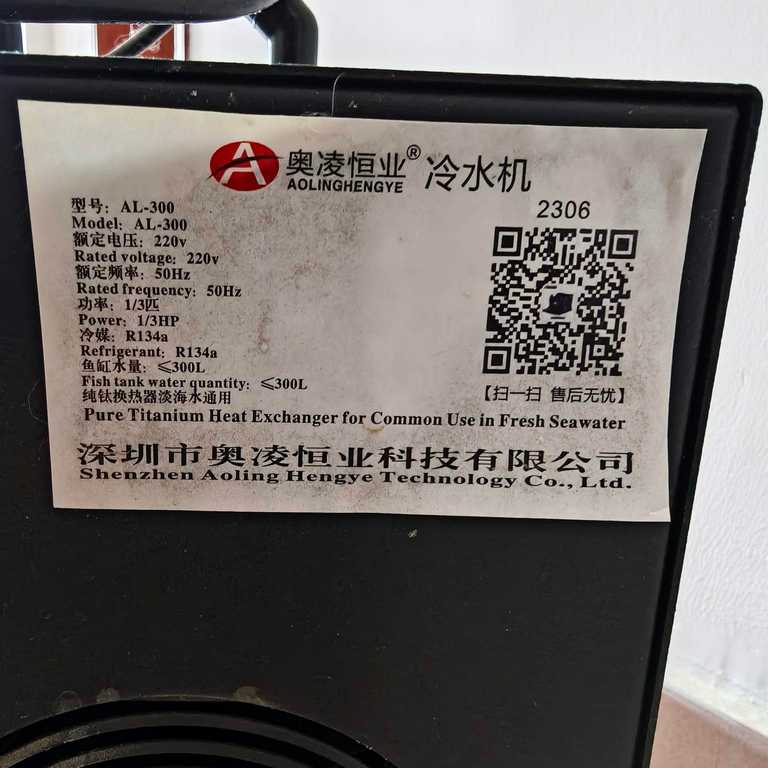 奥凌恒业® 冷水机
AOLINGHENGYE
2306
型号：AL-300
Model：AL-300
额定电压：220v
Rated voltage：220v
额定频率：50Hz
Rated frequency：50Hz
功率：1/3匹
Power：1/3HP
冷媒：R134a
Refrigerant：R134a
鱼缸水量：≤300L
Fish tank water quantity：≤300L
纯钛换热器淡海水通用
【扫一扫 售后无忧】
Pure Titanium Heat Exchanger for Common Use in Fresh Seawater
深圳市奥凌恒业科技有限公司
Shenzhen Aoling Hengye Technology Co., Ltd.